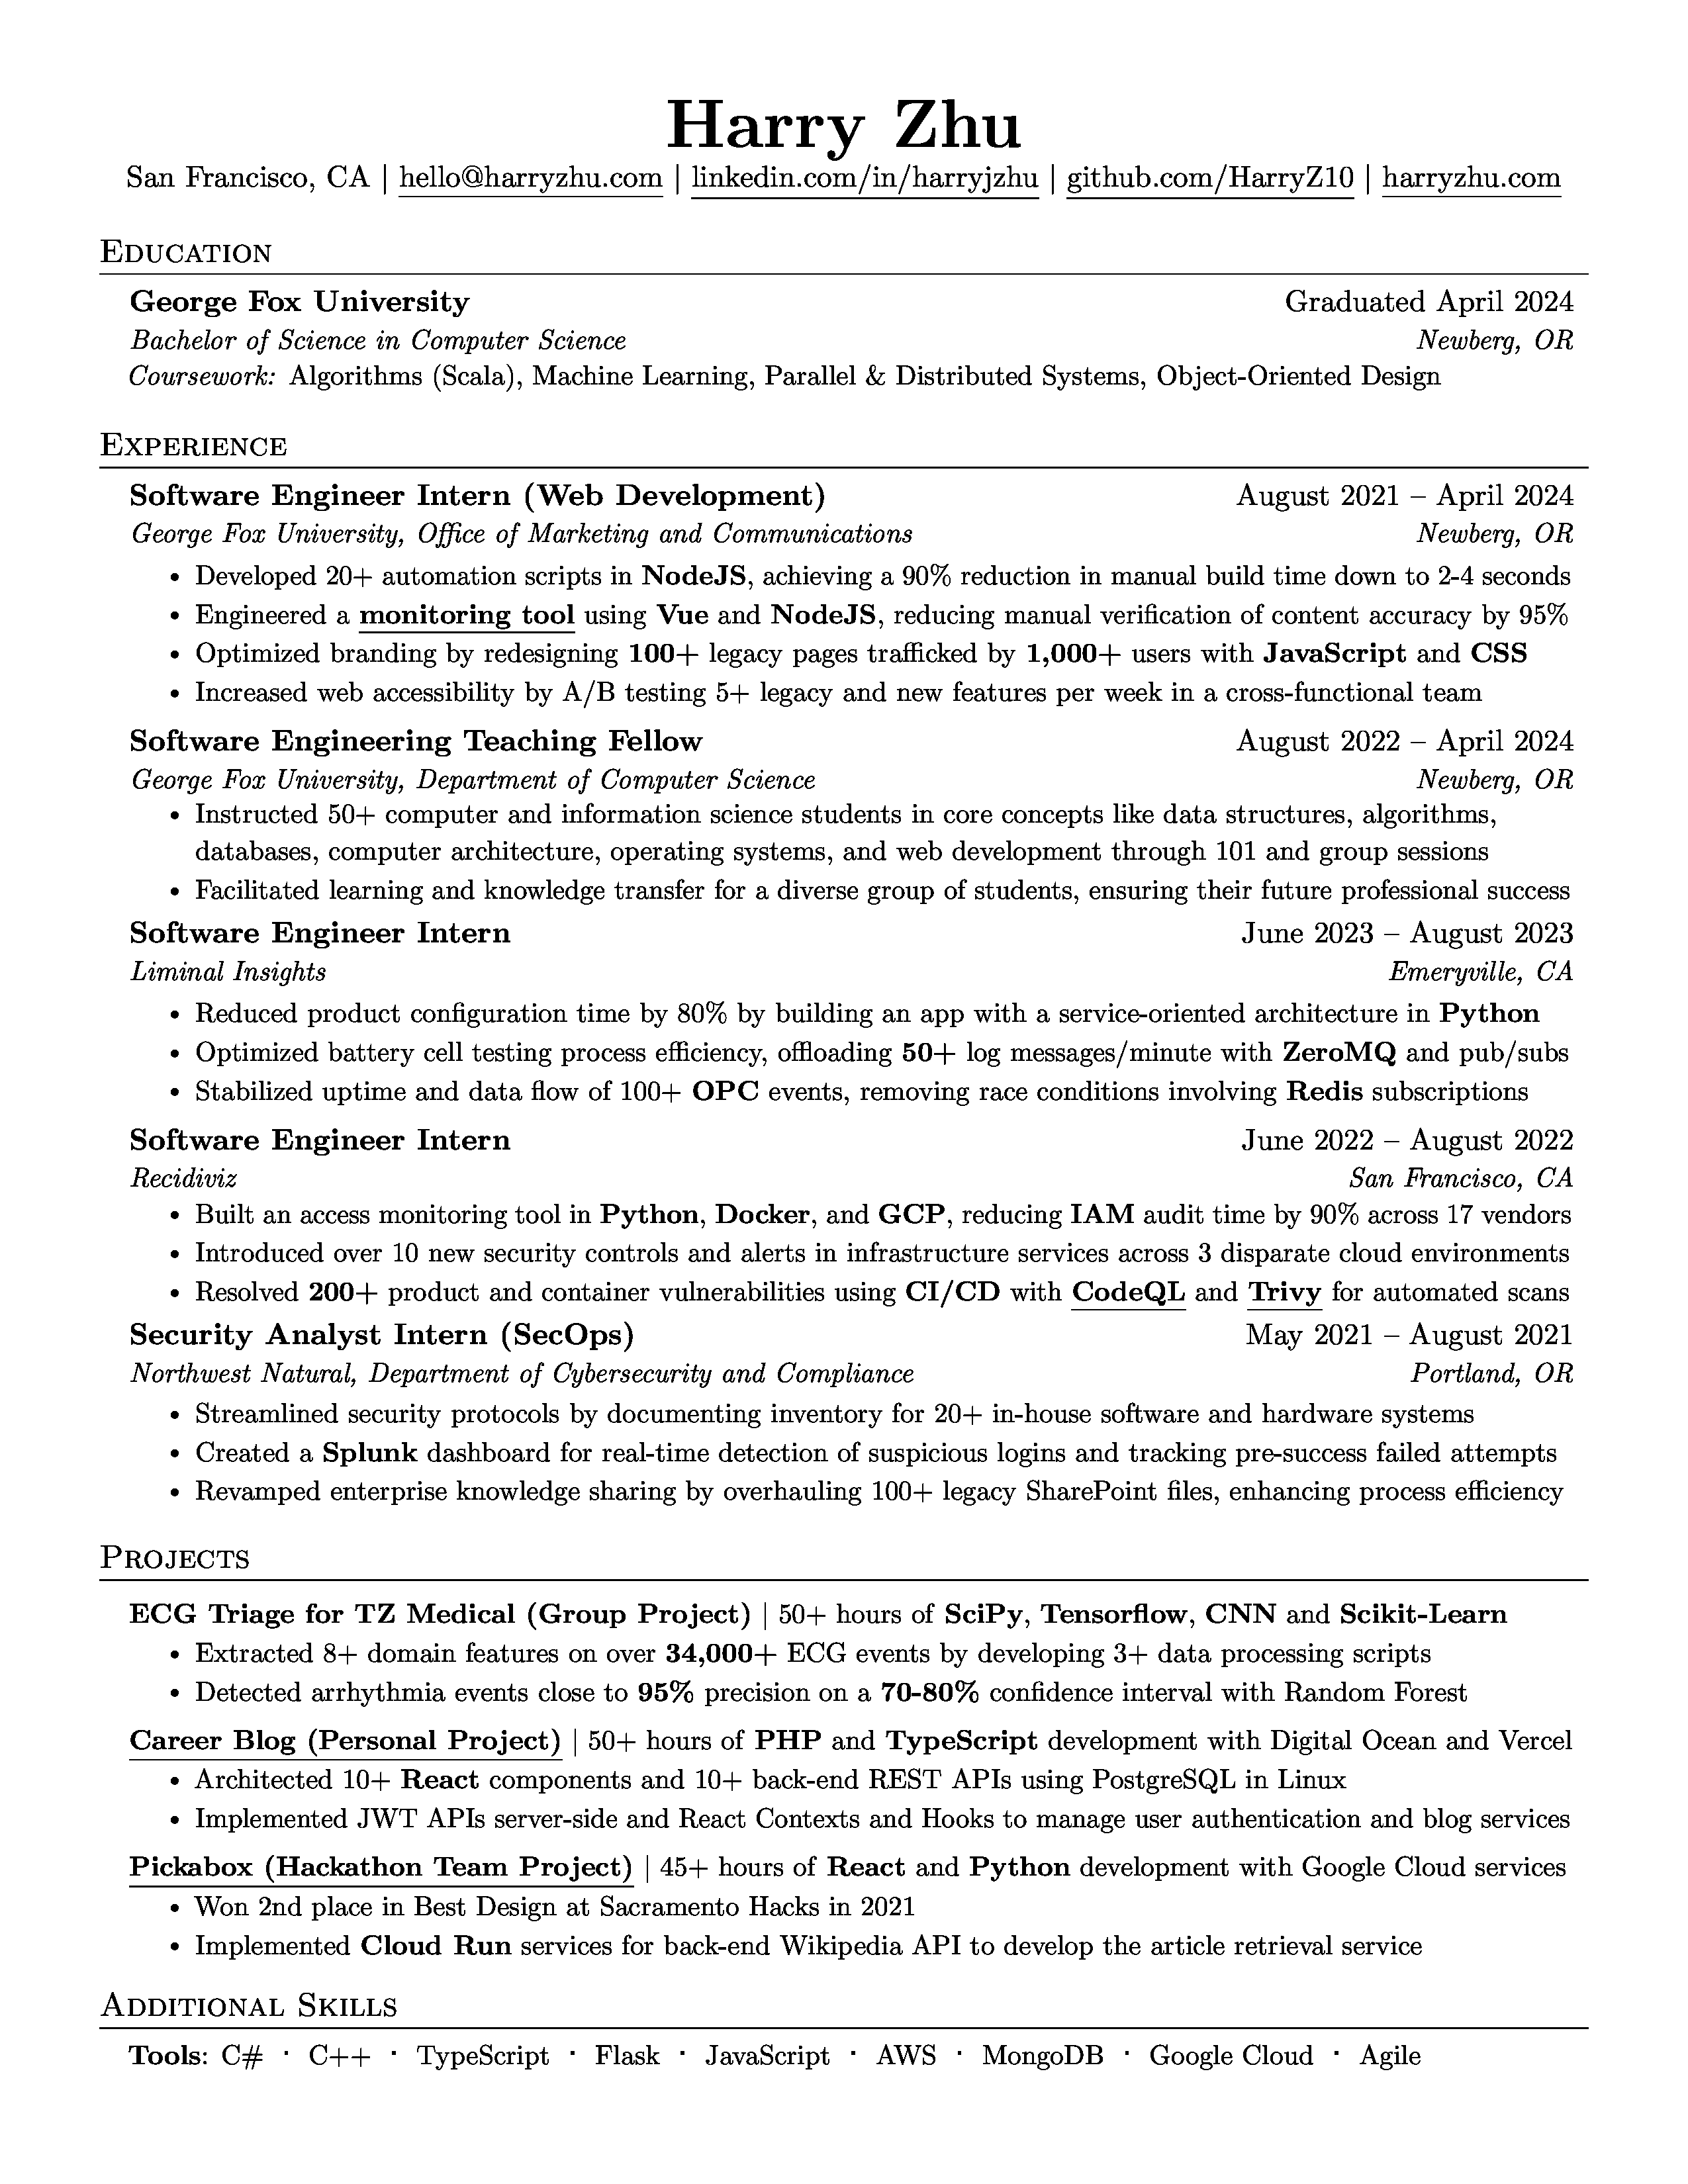 Harry Zhu
San Francisco, CA | hello@harryzhu.com | linkedin.com/in/harryjzhu | github.com/HarryZ10 | harryzhu.com
Education
George Fox University Graduated April 2024
Bachelor of Science in Computer Science Newberg, OR
Coursework: Algorithms (Scala), Machine Learning, Parallel & Distributed Systems, Object-Oriented Design
Experience
Software Engineer Intern (Web Development) August 2021 – April 2024
George Fox University, Office of Marketing and Communications Newberg, OR
• Developed 20+ automation scripts in NodeJS, achieving a 90% reduction in manual build time down to 2-4 seconds
• Engineered a monitoring tool using Vue and NodeJS, reducing manual verification of content accuracy by 95%
• Optimized branding by redesigning 100+ legacy pages trafficked by 1,000+ users with JavaScript and CSS
• Increased web accessibility by A/B testing 5+ legacy and new features per week in a cross-functional team
Software Engineering Teaching Fellow August 2022 – April 2024
George Fox University, Department of Computer Science Newberg, OR
• Instructed 50+ computer and information science students in core concepts like data structures, algorithms,
databases, computer architecture, operating systems, and web development through 101 and group sessions
• Facilitated learning and knowledge transfer for a diverse group of students, ensuring their future professional success
Software Engineer Intern June 2023 – August 2023
Liminal Insights Emeryville, CA
• Reduced product configuration time by 80% by building an app with a service-oriented architecture in Python
• Optimized battery cell testing process efficiency, offloading 50+ log messages/minute with ZeroMQ and pub/subs
• Stabilized uptime and data flow of 100+ OPC events, removing race conditions involving Redis subscriptions
Software Engineer Intern June 2022 – August 2022
Recidiviz San Francisco, CA
• Built an access monitoring tool in Python, Docker, and GCP, reducing IAM audit time by 90% across 17 vendors
• Introduced over 10 new security controls and alerts in infrastructure services across 3 disparate cloud environments
• Resolved 200+ product and container vulnerabilities using CI/CD with CodeQL and Trivy for automated scans
Security Analyst Intern (SecOps) May 2021 – August 2021
Northwest Natural, Department of Cybersecurity and Compliance Portland, OR
• Streamlined security protocols by documenting inventory for 20+ in-house software and hardware systems
• Created a Splunk dashboard for real-time detection of suspicious logins and tracking pre-success failed attempts
• Revamped enterprise knowledge sharing by overhauling 100+ legacy SharePoint files, enhancing process efficiency
Projects
ECG Triage for TZ Medical (Group Project) | 50+ hours of SciPy, Tensorflow, CNN and Scikit-Learn
• Extracted 8+ domain features on over 34,000+ ECG events by developing 3+ data processing scripts
• Detected arrhythmia events close to 95% precision on a 70-80% confidence interval with Random Forest
Career Blog (Personal Project) | 50+ hours of PHP and TypeScript development with Digital Ocean and Vercel
• Architected 10+ React components and 10+ back-end REST APIs using PostgreSQL in Linux
• Implemented JWT APIs server-side and React Contexts and Hooks to manage user authentication and blog services
Pickabox (Hackathon Team Project) | 45+ hours of React and Python development with Google Cloud services
• Won 2nd place in Best Design at Sacramento Hacks in 2021
• Implemented Cloud Run services for back-end Wikipedia API to develop the article retrieval service
Additional Skills
Tools: C# · C++ · TypeScript · Flask · JavaScript · AWS · MongoDB · Google Cloud · Agile